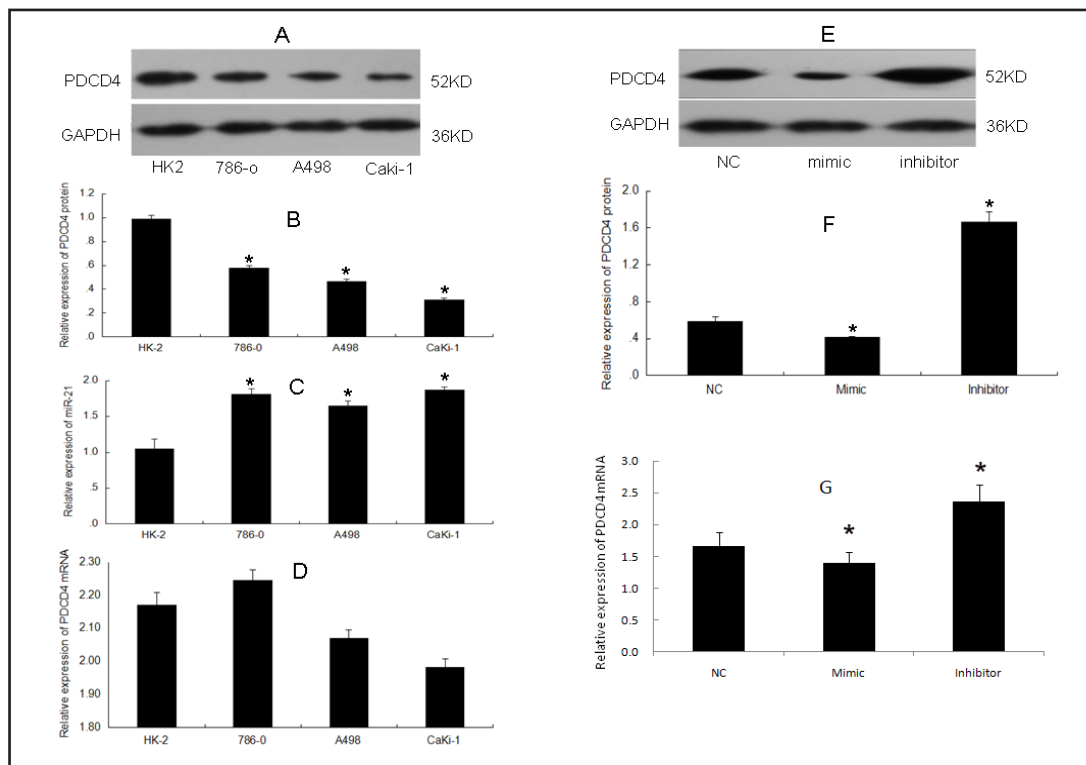 A
PDCD4
52KD
GAPDH
36KD
HK2 786-o A498 Caki-1
B
Relative expression of PDCD4 protein
1.2
1.0
.8
.6
.4
.2
.0
* * *
HK-2 786-0 A498 CaKi-1
C
Relative expression of miR-21
2.0
1.5
1.0
.5
.0
* * *
HK-2 786-0 A498 CaKi-1
D
Relative expression of PDCD4 mRNA
2.30
2.20
2.10
2.00
1.90
1.80
HK-2 786-0 A498 CaKi-1
E
PDCD4
52KD
GAPDH
36KD
NC mimic inhibitor
F
Relative expression of PDCD4 protein
2.0
1.6
1.2
.8
.4
.0
* *
NC Mimic Inhibitor
G
Relative expression of PDCD4 mRNA
3.0
2.5
2.0
1.5
1.0
0.5
0.0
* *
NC Mimic Inhibitor